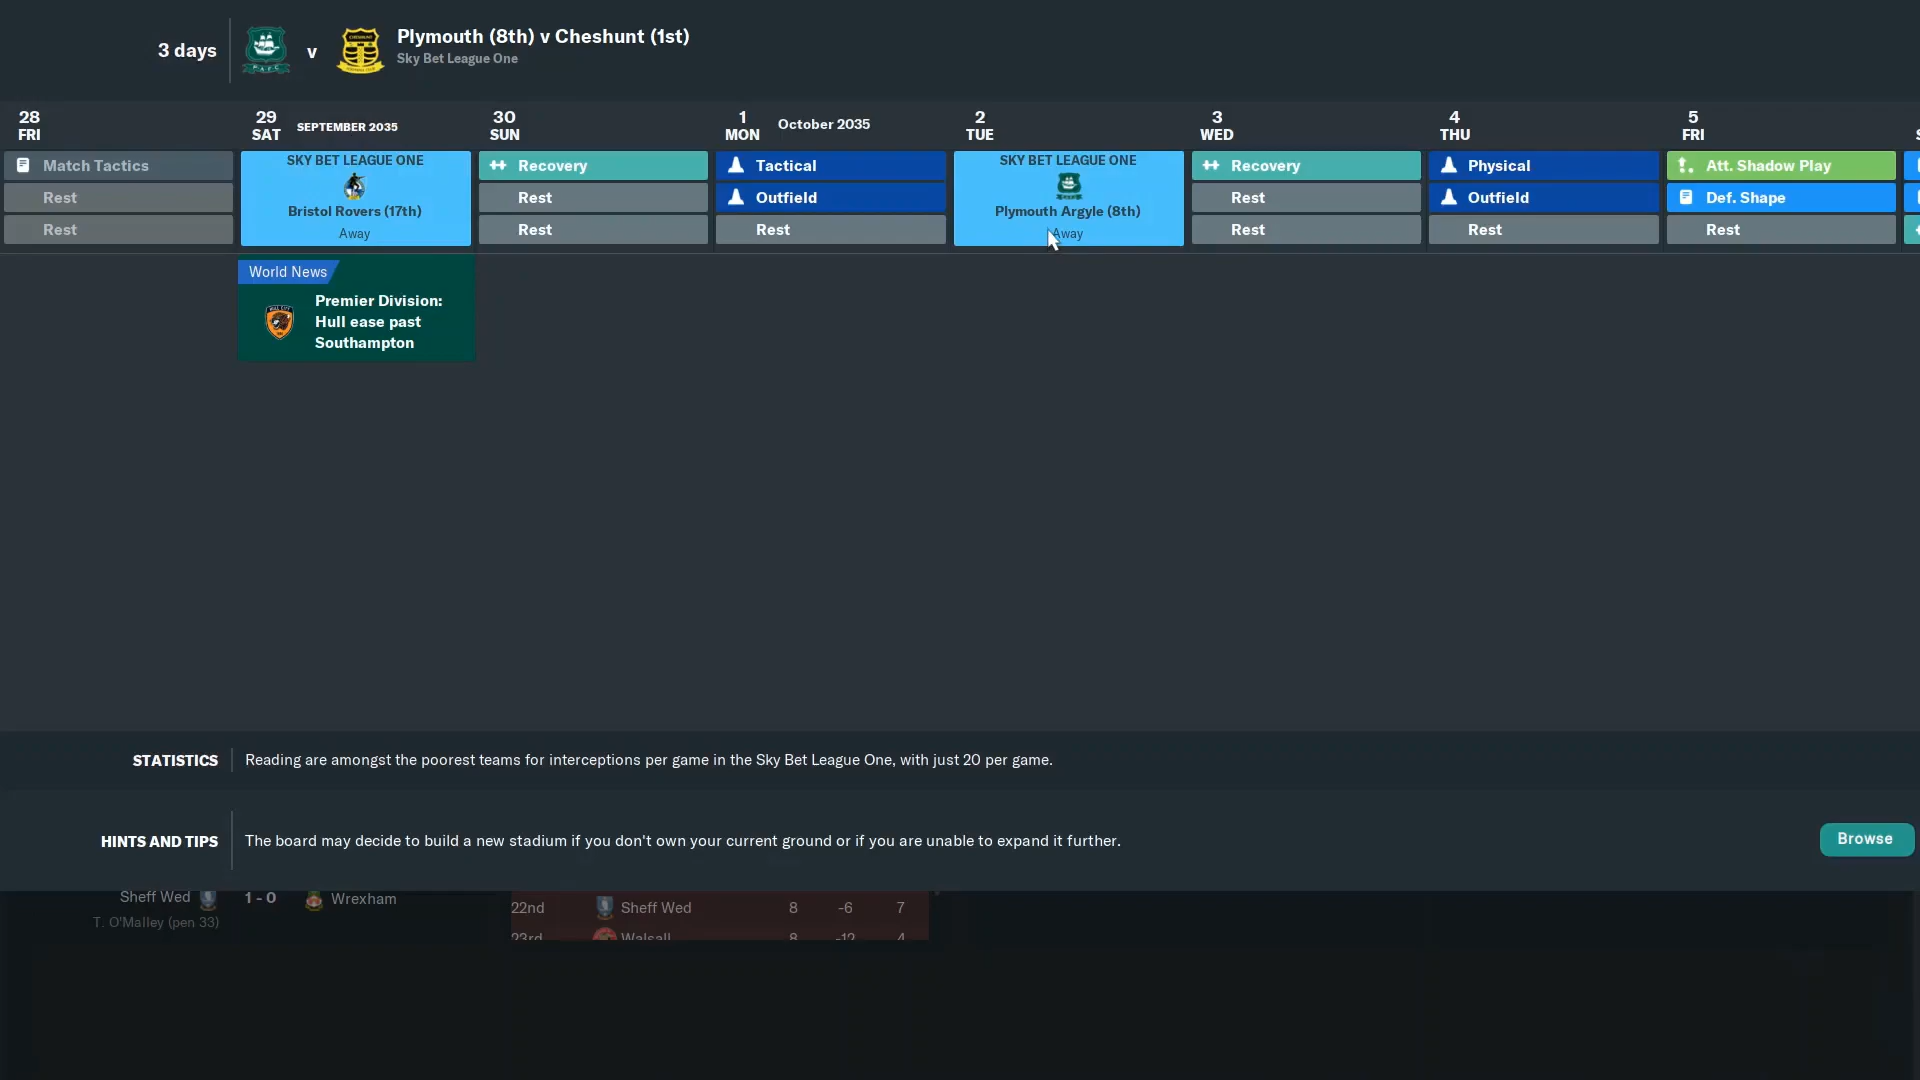 3 days
v
Plymouth (8th) v Cheshunt (1st)
Sky Bet League One
28
FRI
29
SAT
SEPTEMBER 2035
30
SUN
1
MON
October 2035
2
TUE
3
WED
4
THU
5
FRI
Match Tactics
Rest
Rest
SKY BET LEAGUE ONE
Bristol Rovers (17th)
Away
Recovery
Rest
Rest
Tactical
Outfield
Rest
SKY BET LEAGUE ONE
Plymouth Argyle (8th)
Away
Recovery
Rest
Rest
Physical
Outfield
Rest
Att. Shadow Play
Def. Shape
Rest
World News
Premier Division:
Hull ease past
Southampton
STATISTICS
Reading are amongst the poorest teams for interceptions per game in the Sky Bet League One, with just 20 per game.
HINTS AND TIPS
The board may decide to build a new stadium if you don't own your current ground or if you are unable to expand it further.
Browse
Sheff Wed 1 - 0 Wrexham
T. O'Malley (pen 33)
22nd Sheff Wed 8 -6 7
23rd Walsall 8 -12 4